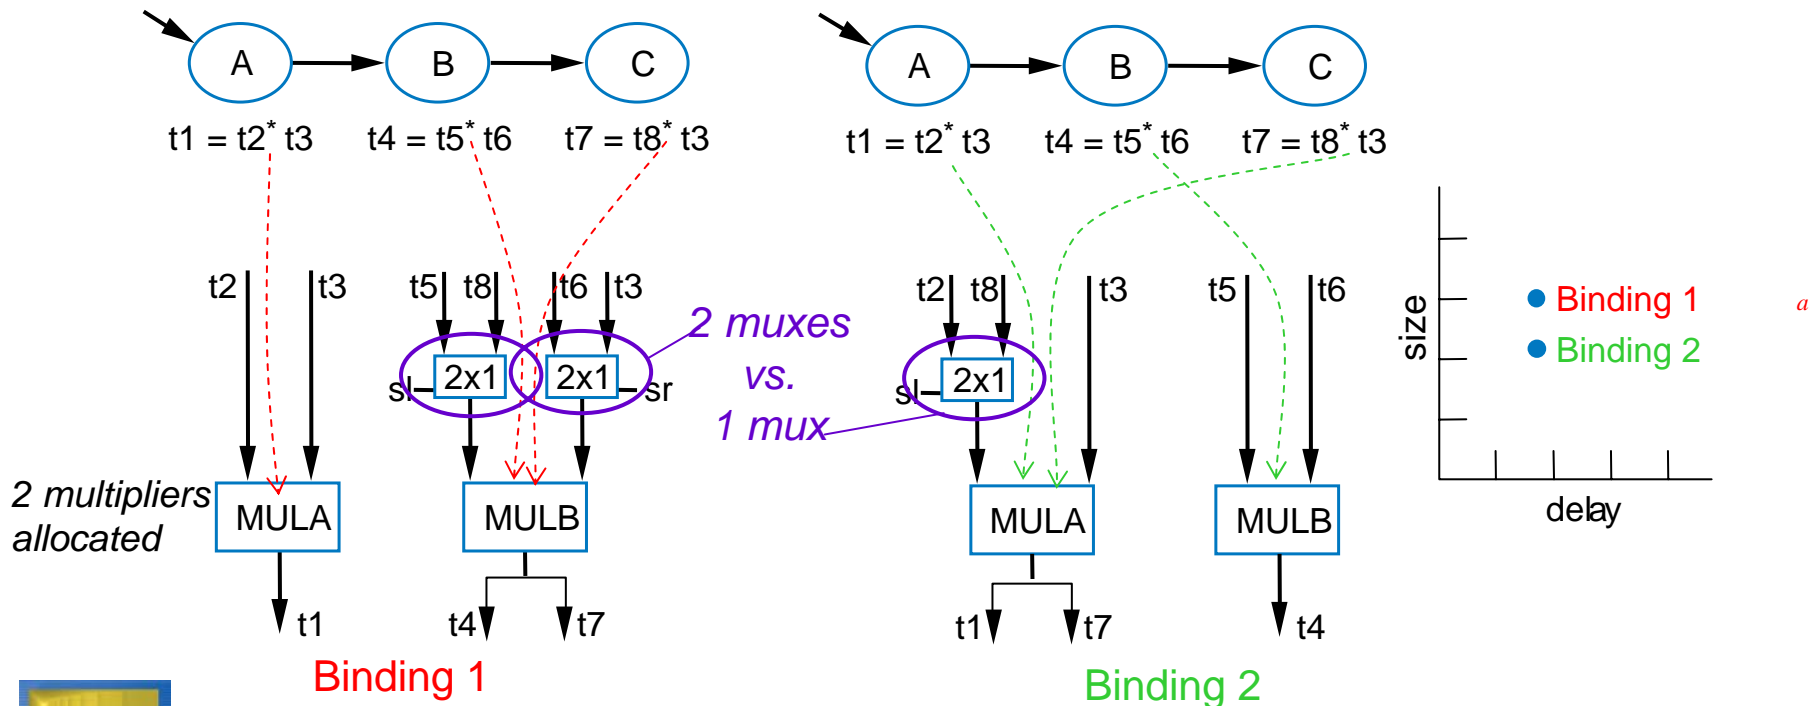 A B C
t1 = t2* t3 t4 = t5* t6 t7 = t8* t3
t2 t3 t5 t8 t6 t3
2x1 2x1
sl sr
2 multipliers
allocated
MULA MULB
t1 t4 t7
Binding 1
2 muxes
vs.
1 mux
A B C
t1 = t2* t3 t4 = t5* t6 t7 = t8* t3
t2 t8 t3 t5 t6
2x1
sl
MULA MULB
t1 t7 t4
Binding 2
size
Binding 1
Binding 2
delay
a